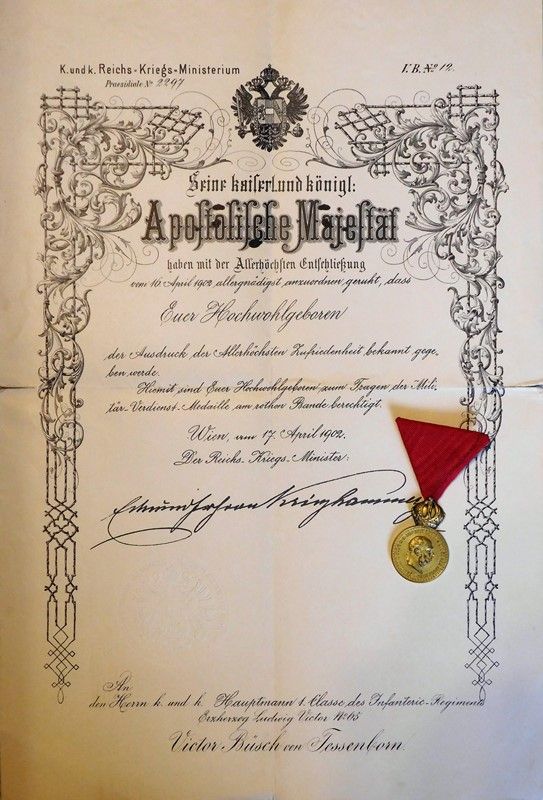 K. und k. Reichs-Kriegs-Ministerium
V. B. № 12.
Praesidiale № 2297
Seine kaiserl. und königl:
Apostolische Majestät
haben mit der Allerhöchsten Entschließung
vom 16 April 1902 allergnädigst anzuordnen geruht, dass
Euer Hochwohlgeboren
der Ausdruck der Allerhöchsten Zufriedenheit bekannt gege-
ben werde.
Hiemit sind Euer Hochwohlgeboren zum Tragen der Mili-
tär-Verdienst-Medaille am rothen Bande berechtigt.
Wien, am 17. April 1902.
Der Reichs-Kriegs-Minister:
An
den Herrn k. und k. Hauptmann 1. Classe des Infanterie-Regiments
Erzherzog Ludwig Victor № 65
Victor Büsch von Tessenborn.